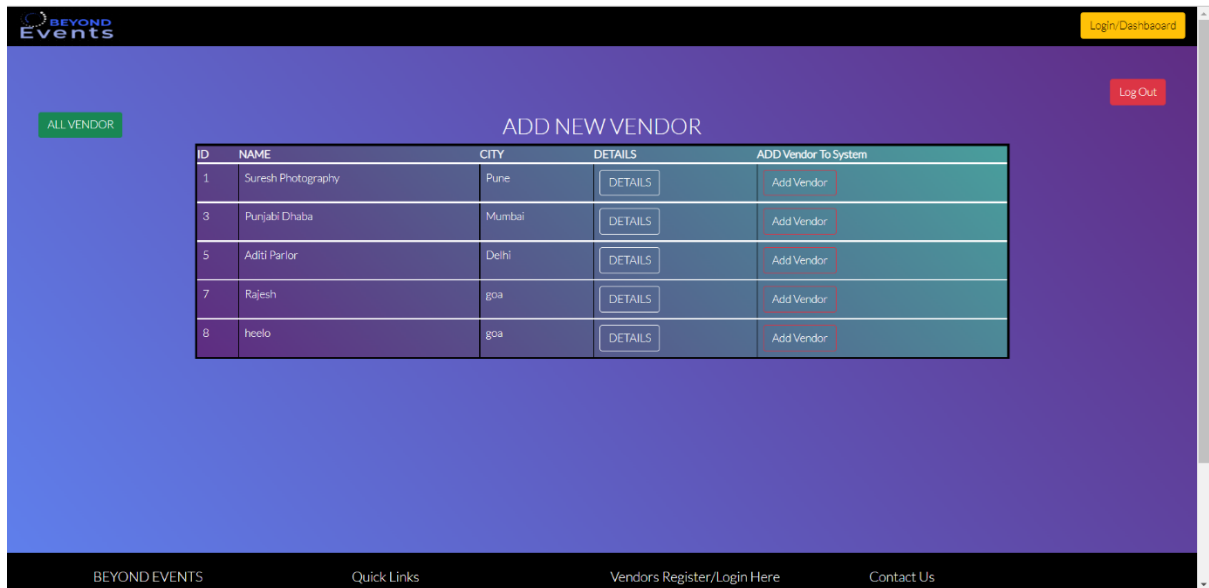 BEYOND
Events
Login/Dashbaoard
Log Out
ALL VENDOR
ADD NEW VENDOR
ID NAME CITY DETAILS ADD Vendor To System
1 Suresh Photography Pune DETAILS Add Vendor
3 Punjabi Dhaba Mumbai DETAILS Add Vendor
5 Aditi Parlor Delhi DETAILS Add Vendor
7 Rajesh goa DETAILS Add Vendor
8 heelo goa DETAILS Add Vendor
BEYOND EVENTS Quick Links Vendors Register/Login Here Contact Us